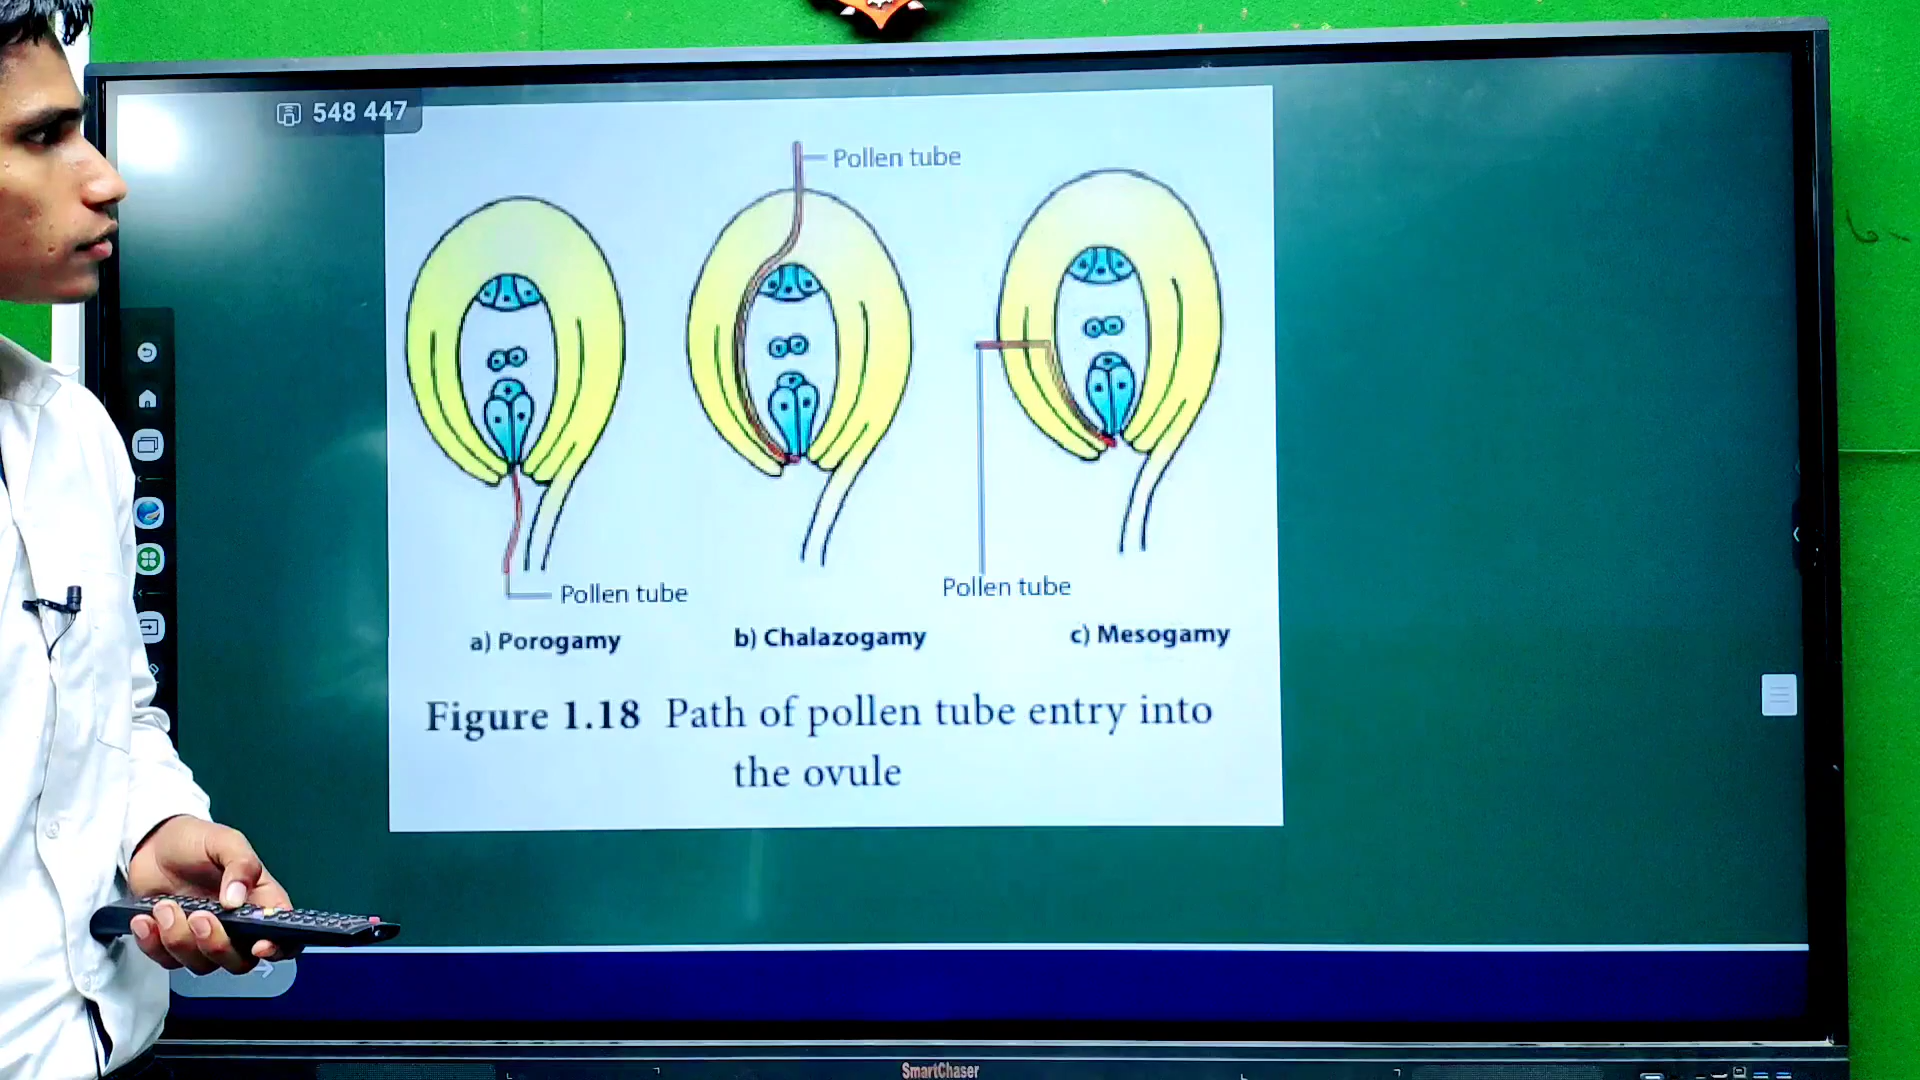 548 447
Pollen tube
Pollen tube
Pollen tube
a) Porogamy
b) Chalazogamy
c) Mesogamy
Figure 1.18 Path of pollen tube entry into
the ovule
SmartChaser